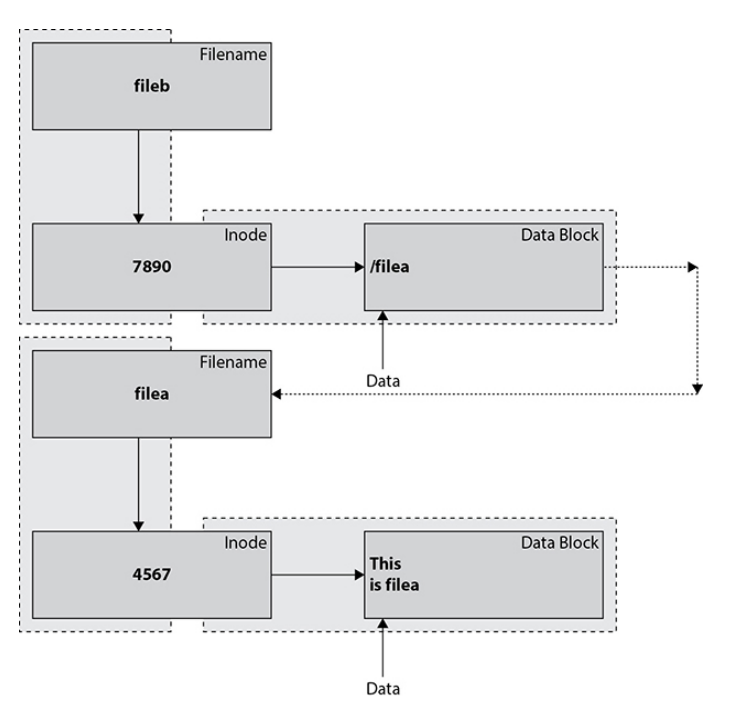 Filename
fileb
Inode
7890
Data Block
/filea
Data
Filename
filea
Inode
4567
Data Block
This
is filea
Data